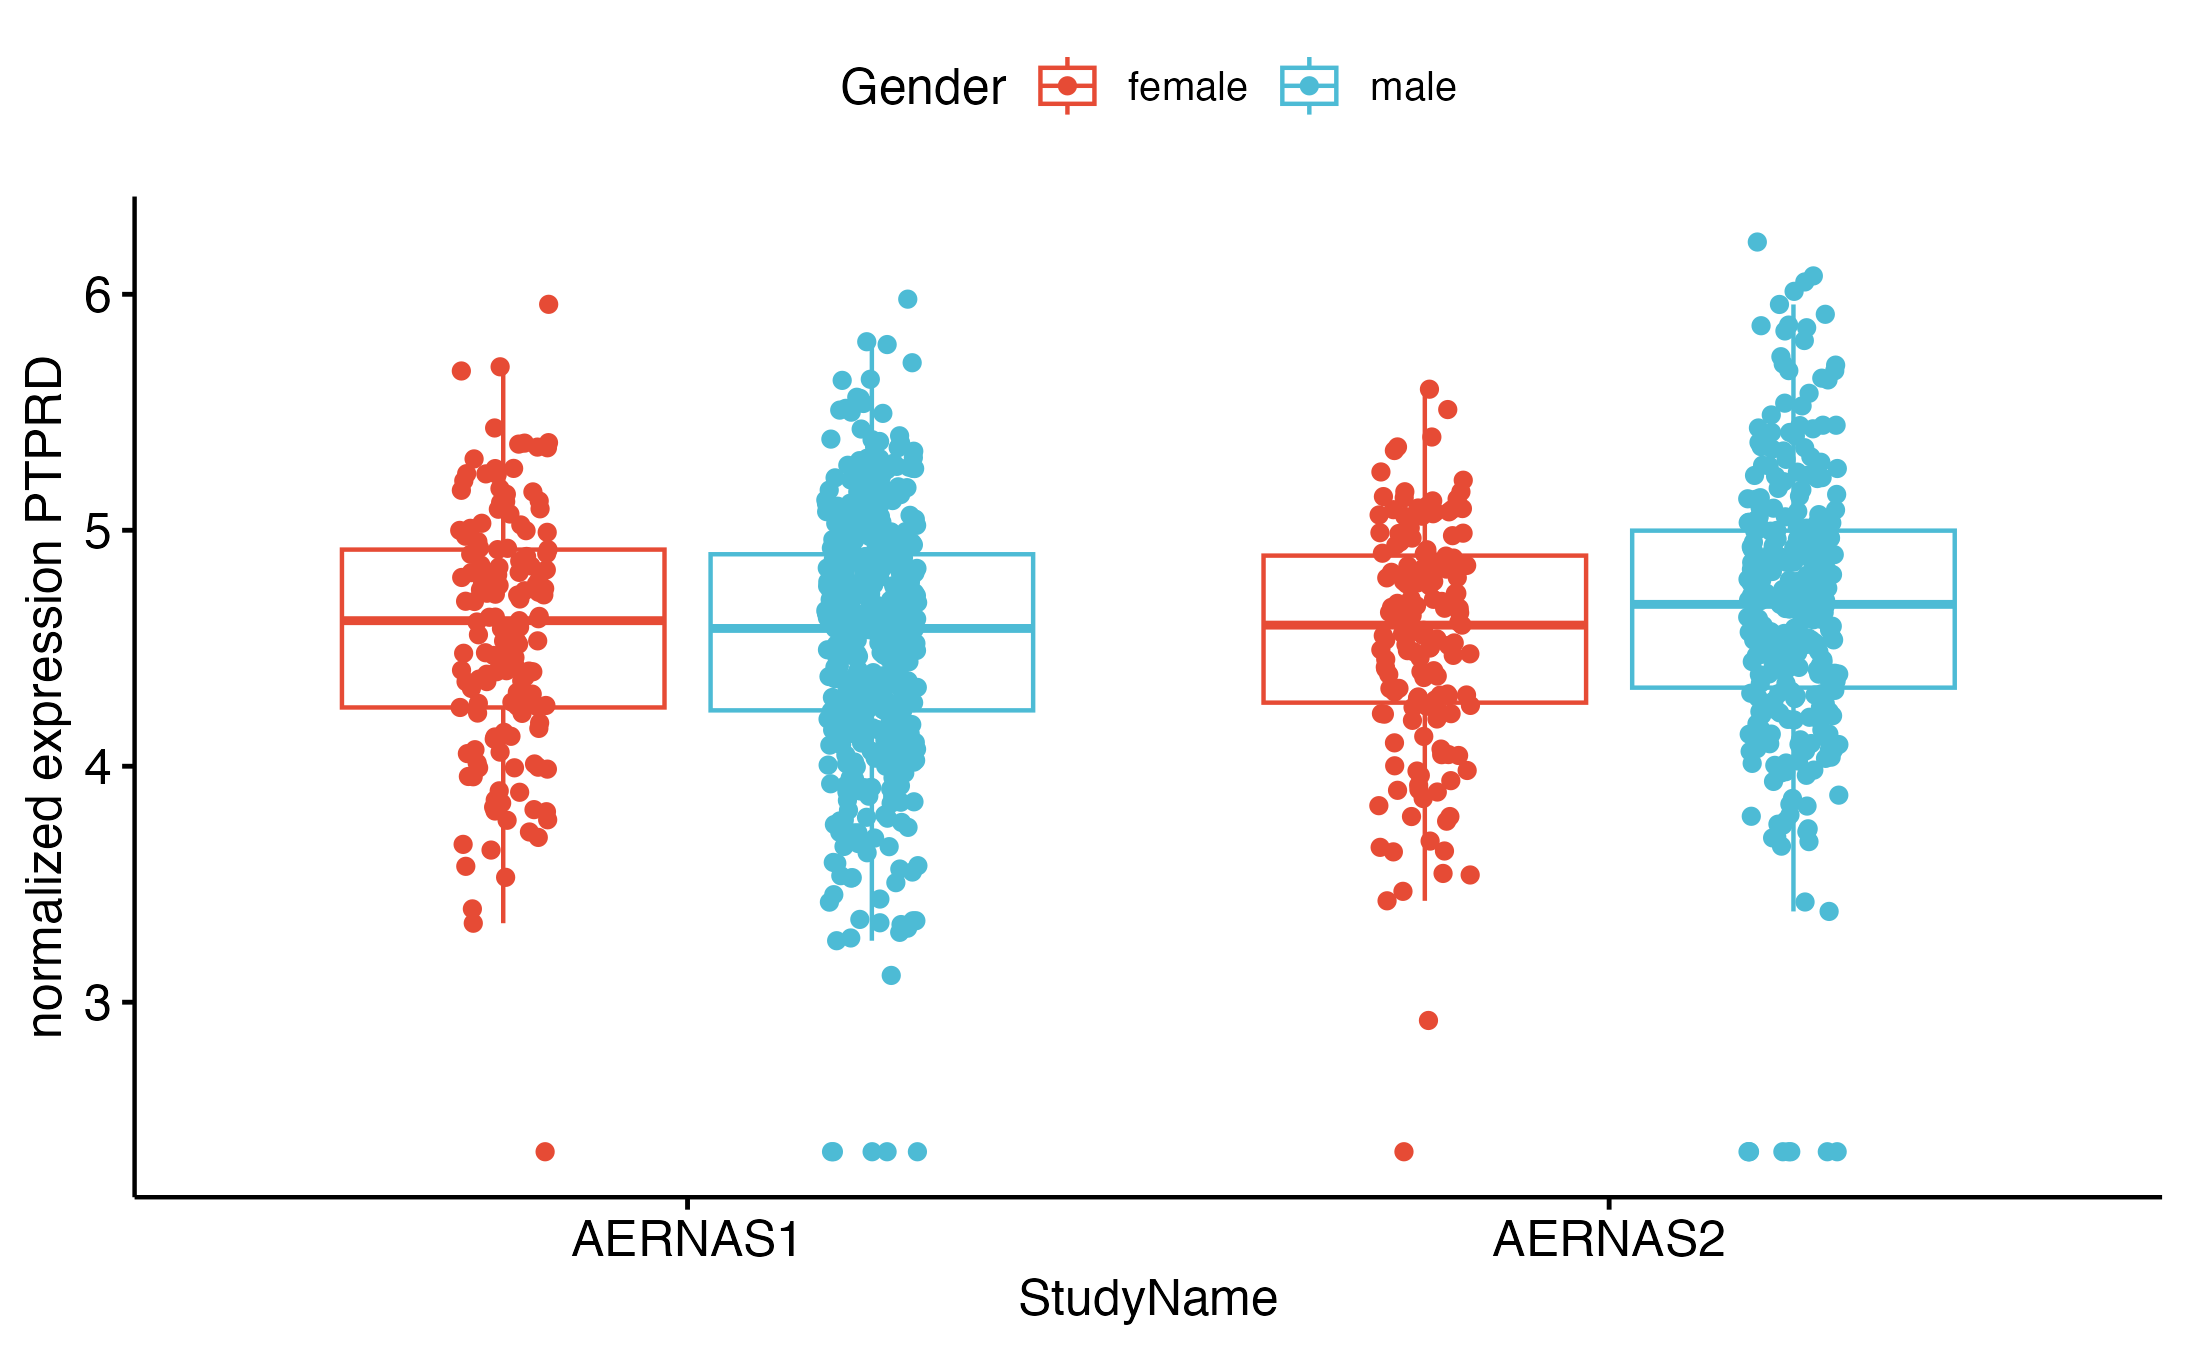 Gender female male
normalized expression PTPRD
6
5
4
3
AERNAS1 AERNAS2
StudyName